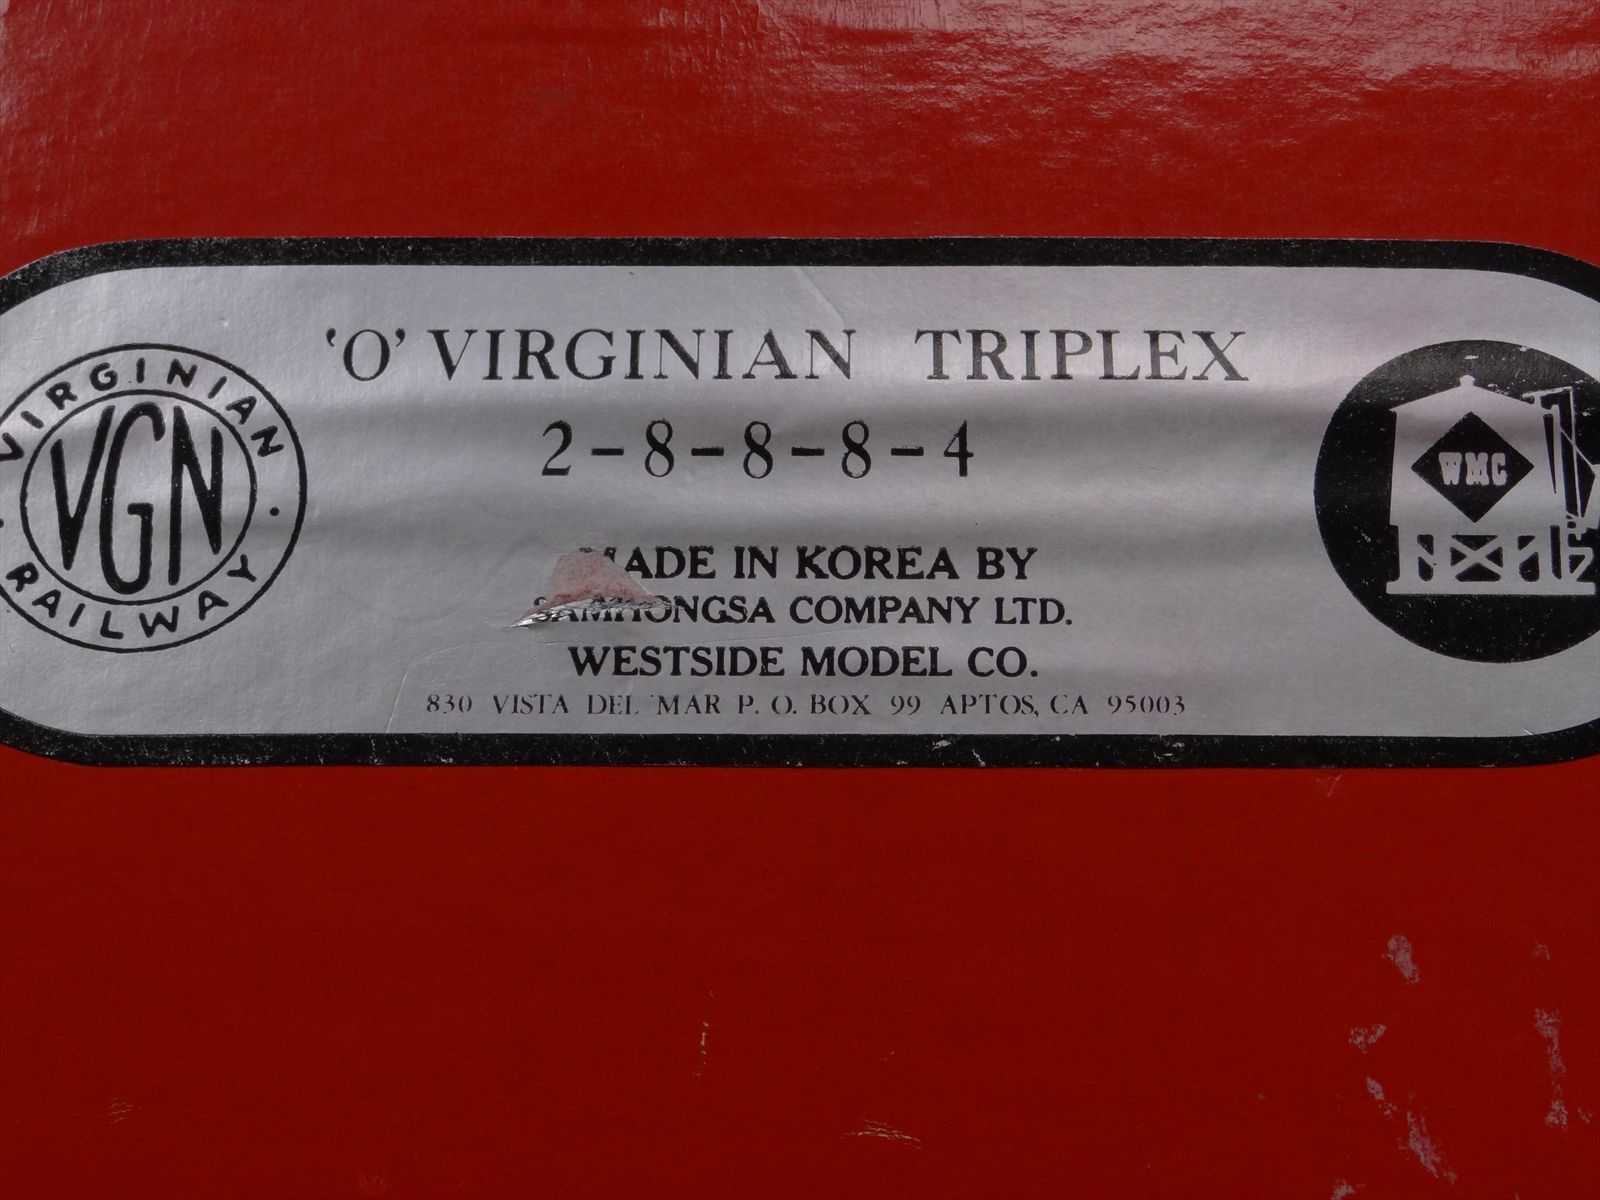 VIRGINIAN
VGN
RAILWAY
'O' VIRGINIAN TRIPLEX
2-8-8-8-4
MADE IN KOREA BY
SAMHONGSA COMPANY LTD.
WESTSIDE MODEL CO.
830 VISTA DEL MAR P. O. BOX 99 APTOS, CA 95003
WMC